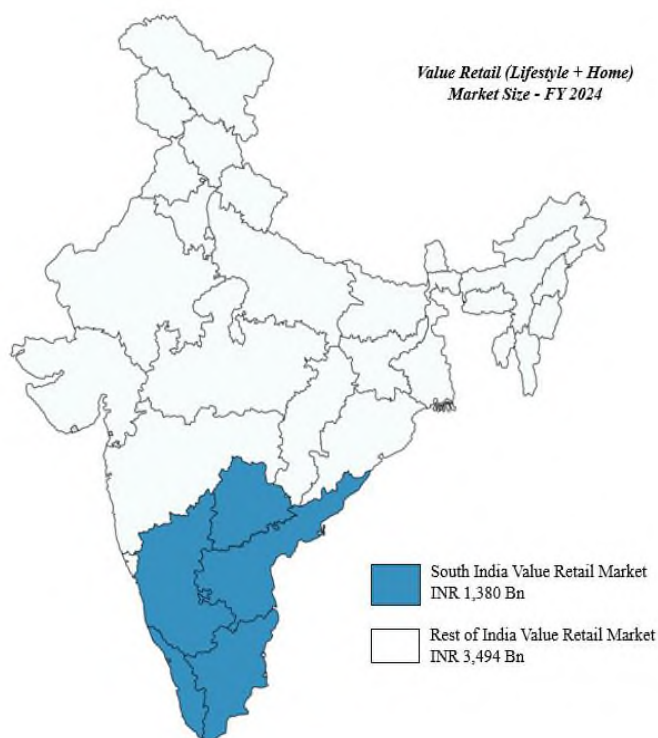 Value Retail (Lifestyle + Home)
Market Size - FY 2024
South India Value Retail Market
INR 1,380 Bn
Rest of India Value Retail Market
INR 3,494 Bn